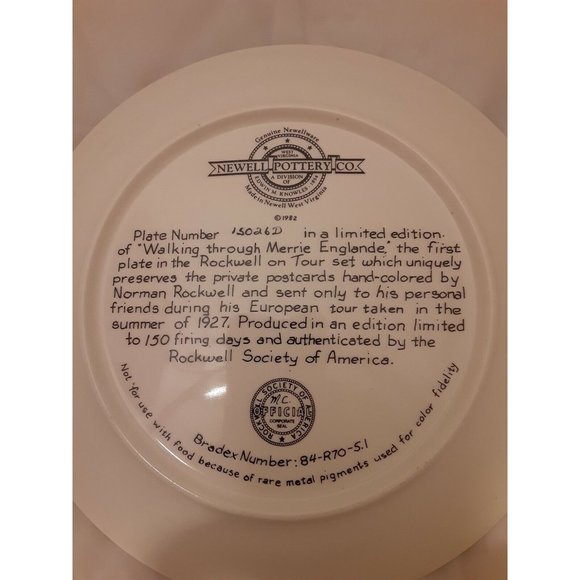 Genuine Newellware
WEST
VIRGINIA
NEWELL POTTERY CO.
A DIVISION
OF
EDWIN M. KNOWLES
Made in Newell West Virginia
©1982
Plate Number 15026D in a limited edition
of "Walking through Merrie Englande," the first
plate in the Rockwell on Tour set which uniquely
preserves the private postcards hand-colored by
Norman Rockwell and sent only to his personal
friends during his European tour taken in the
summer of 1927. Produced in an edition limited
to 150 firing days and authenticated by the
Rockwell Society of America.
ROCKWELL SOCIETY OF AMERICA
M.C.
OFFICIAL
CORPORATE
SEAL
Bradex Number: 84-R70-5.1
Not for use with food because of rare metal pigments used for color fidelity